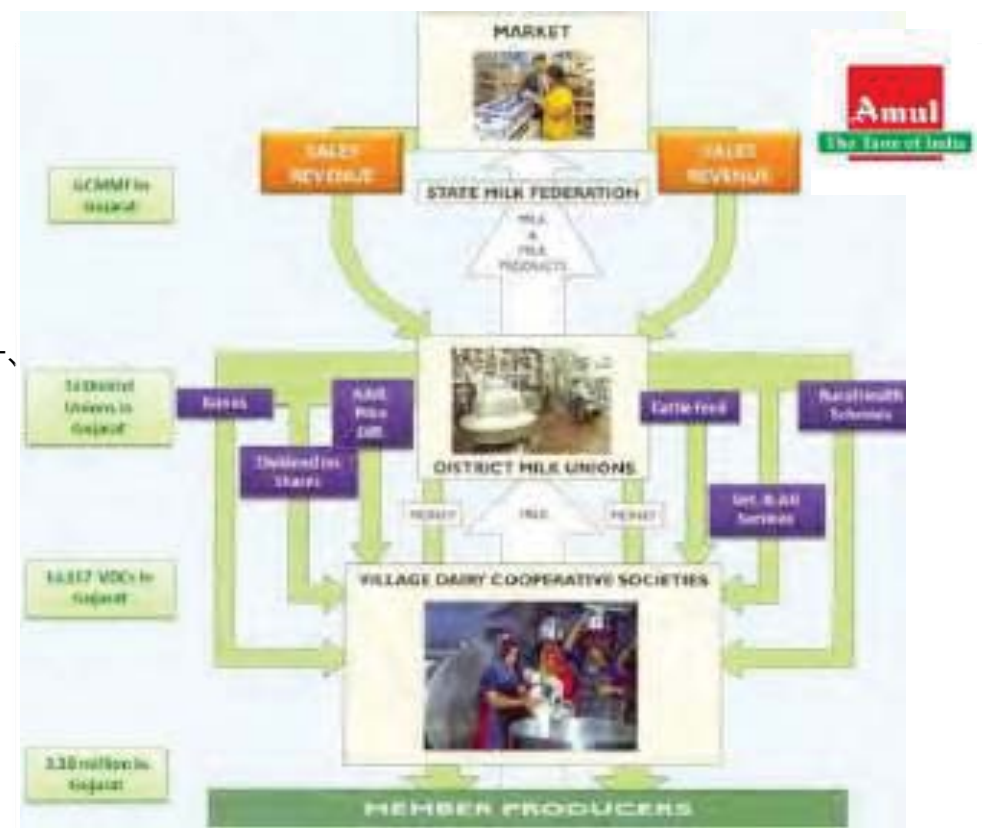 MARKET
Amul
The Taste of India
SALES
REVENUE
SALES
REVENUE
GCMMF in
Gujarat
STATE MILK FEDERATION
MILK
&
MILK
PRODUCTS
District
Unions in
Gujarat
Bonus
Price
Diff.
Cattle Feed
Rural Health
Schemes
Dividend on
Shares
DISTRICT MILK UNIONS
MONEY
MILK
MONEY
Services
VDCs in
Gujarat
VILLAGE DAIRY COOPERATIVE SOCIETIES
million in
Gujarat
MEMBER PRODUCERS